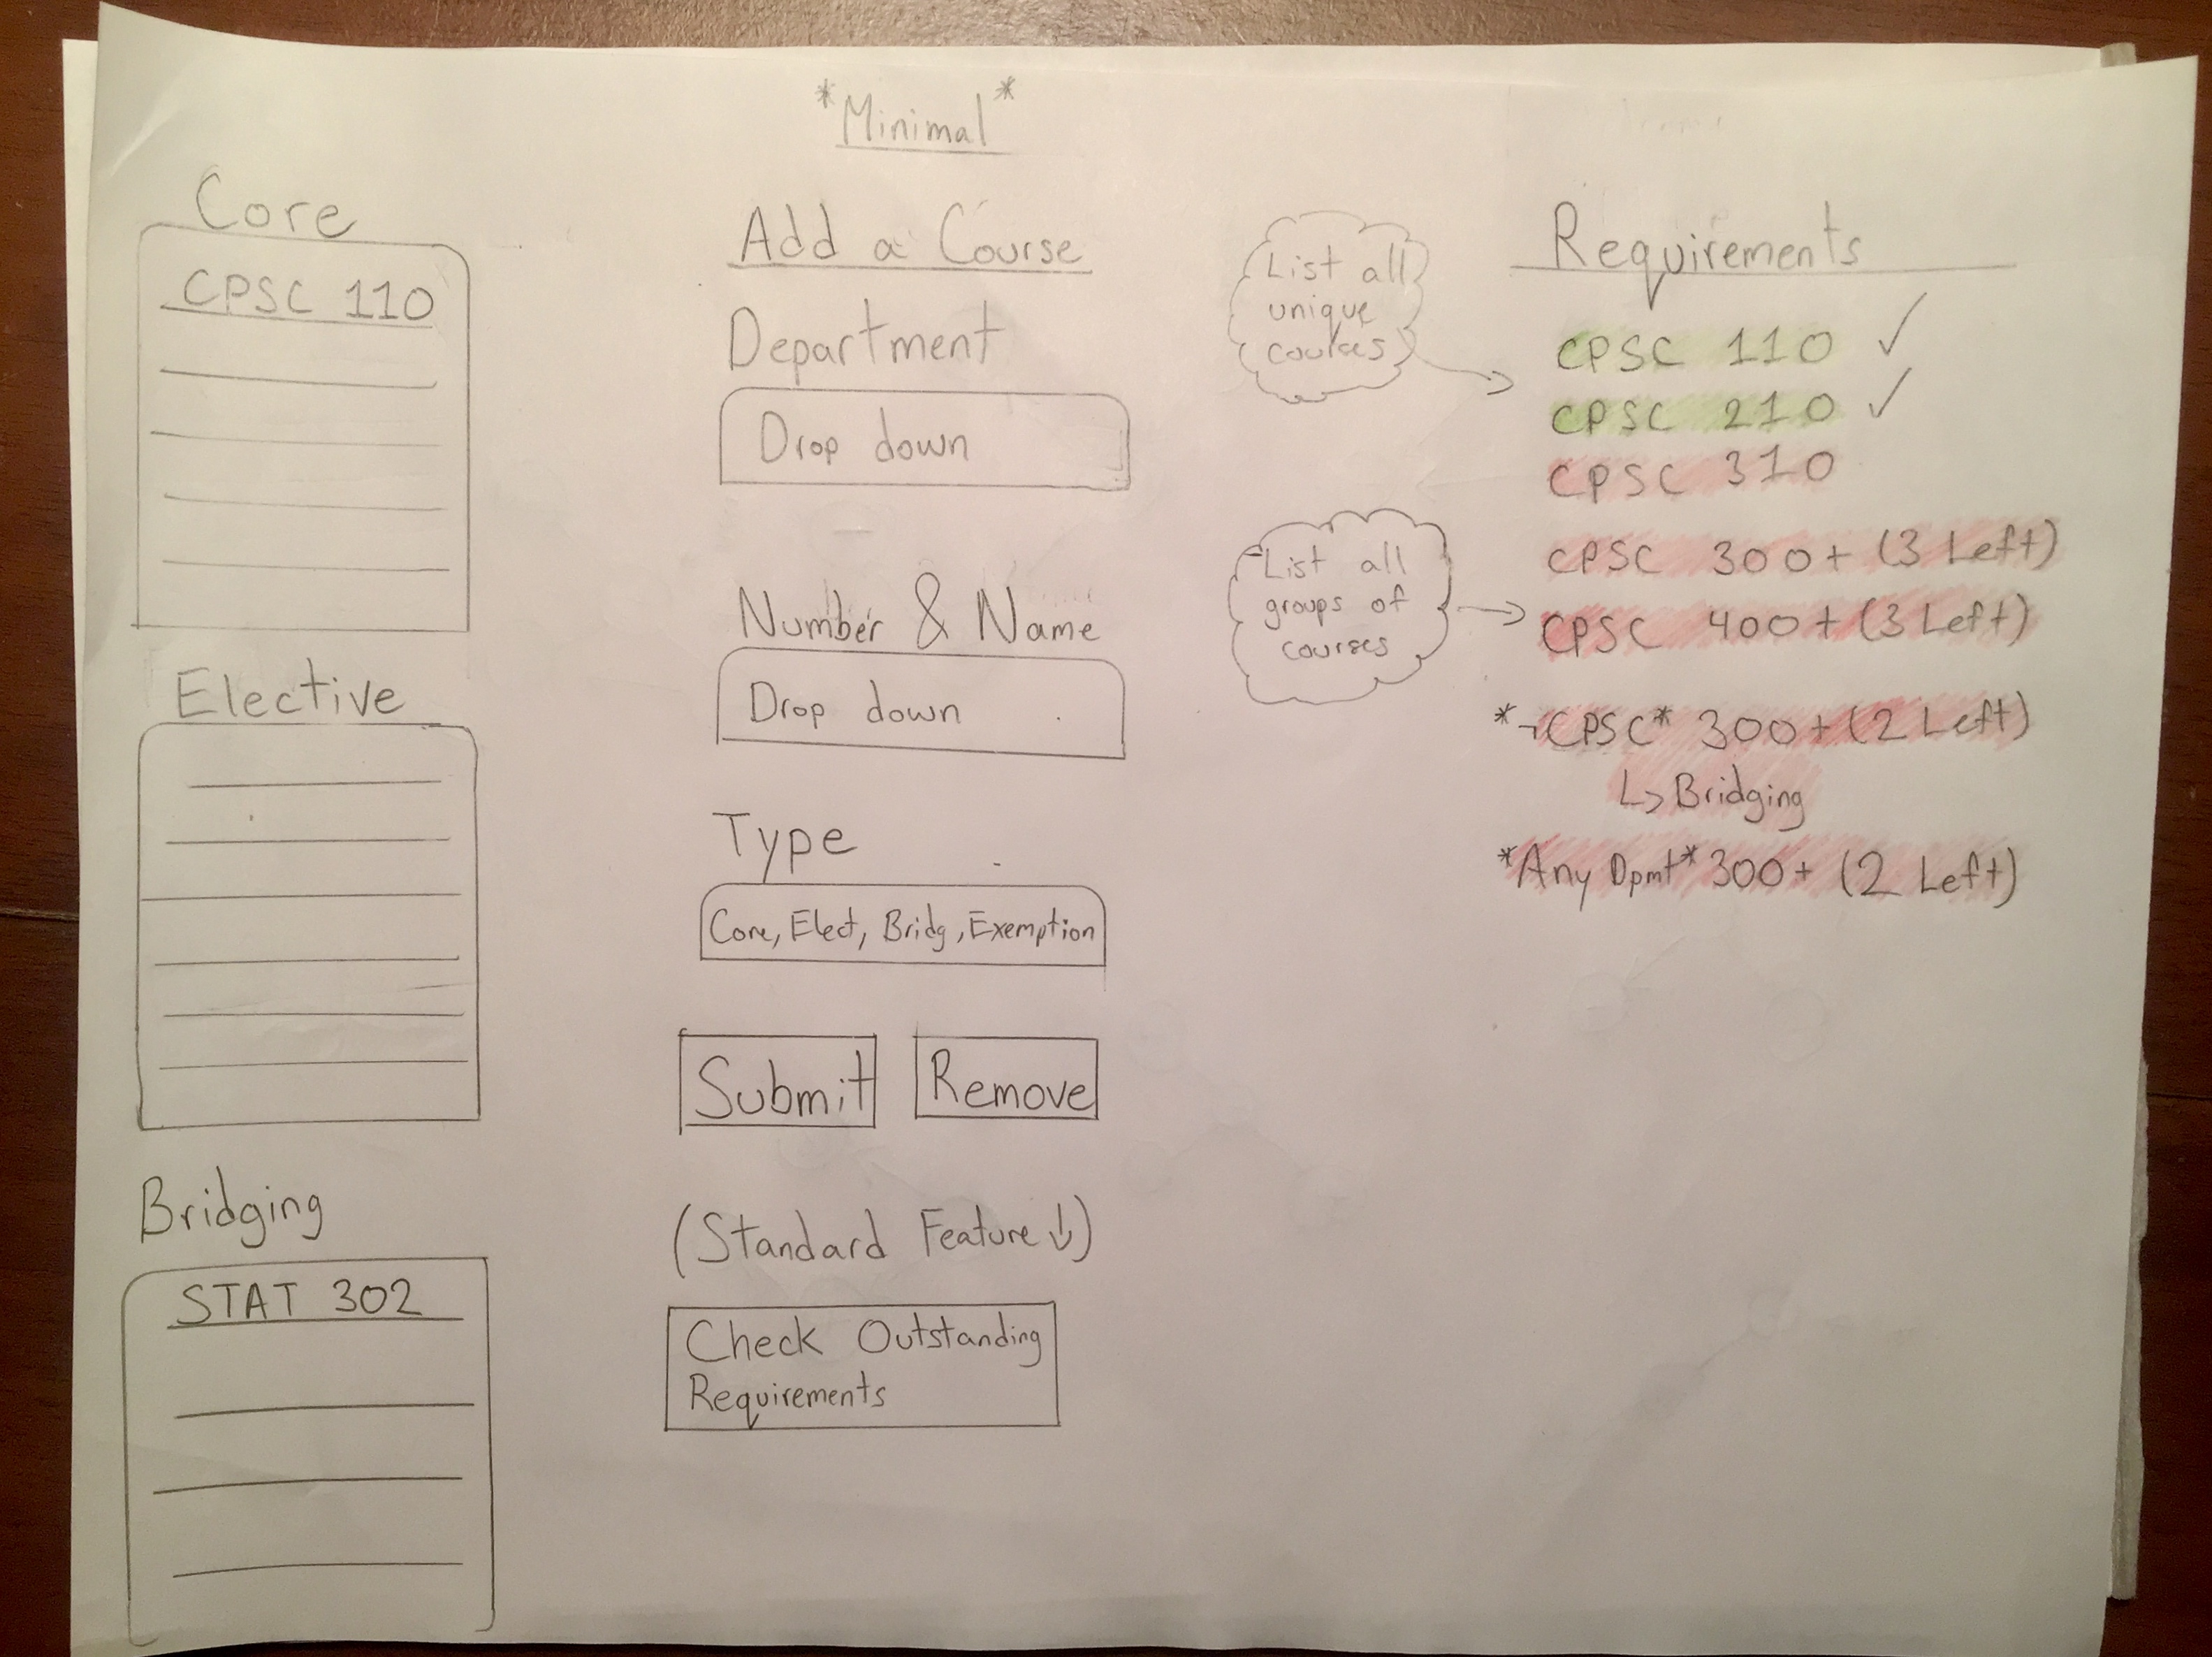 *Minimal*
Core
CPSC 110
Elective
Bridging
STAT 302
Add a Course
Department
Drop down
Number & Name
Drop down
Type
Core, Elect, Bridg, Exemption
Submit
Remove
(Standard Feature ↓)
Check Outstanding
Requirements
List all
unique
courses
List all
groups of
courses
Requirements
CPSC 110 ✓
CPSC 210 ✓
CPSC 310
CPSC 300+ (3 Left)
CPSC 400+ (3 Left)
*¬CPSC* 300+ (2 Left)
↳ Bridging
*Any Dpmt* 300+ (2 Left)